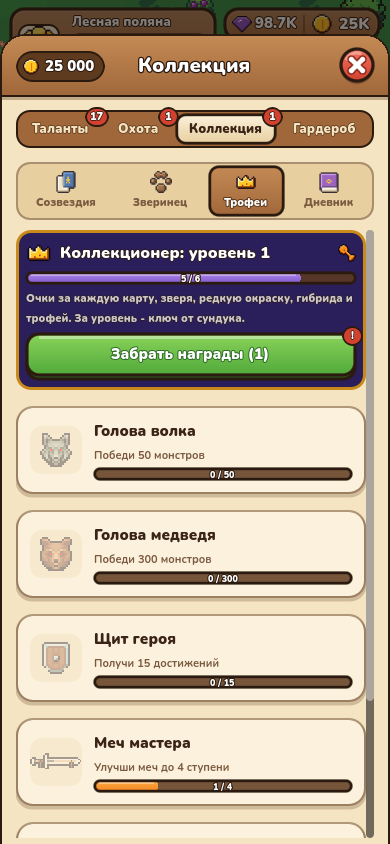 Лесная поляна
98.7K
25K
25 000
Коллекция
17
1
1
Таланты
Охота
Коллекция
Гардероб
Созвездия
Зверинец
Трофеи
Дневник
Коллекционер: уровень 1
5 / 6
Очки за каждую карту, зверя, редкую окраску, гибрида и
трофей. За уровень - ключ от сундука.
!
Забрать награды (1)
Голова волка
Победи 50 монстров
0 / 50
Голова медведя
Победи 300 монстров
0 / 300
Щит героя
Получи 15 достижений
0 / 15
Меч мастера
Улучши меч до 4 ступени
1 / 4